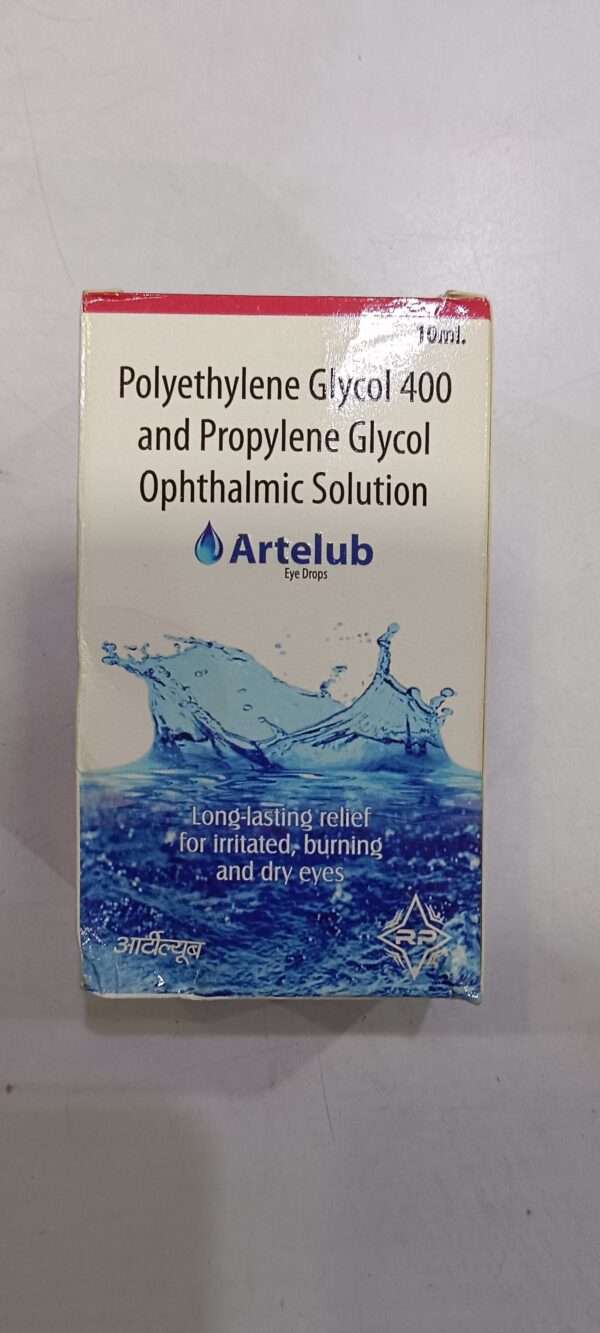 10ml.
Polyethylene Glycol 400
and Propylene Glycol
Ophthalmic Solution
Artelub
Eye Drops
Long-lasting relief
for irritated, burning
and dry eyes
आर्टील्यूब
RP